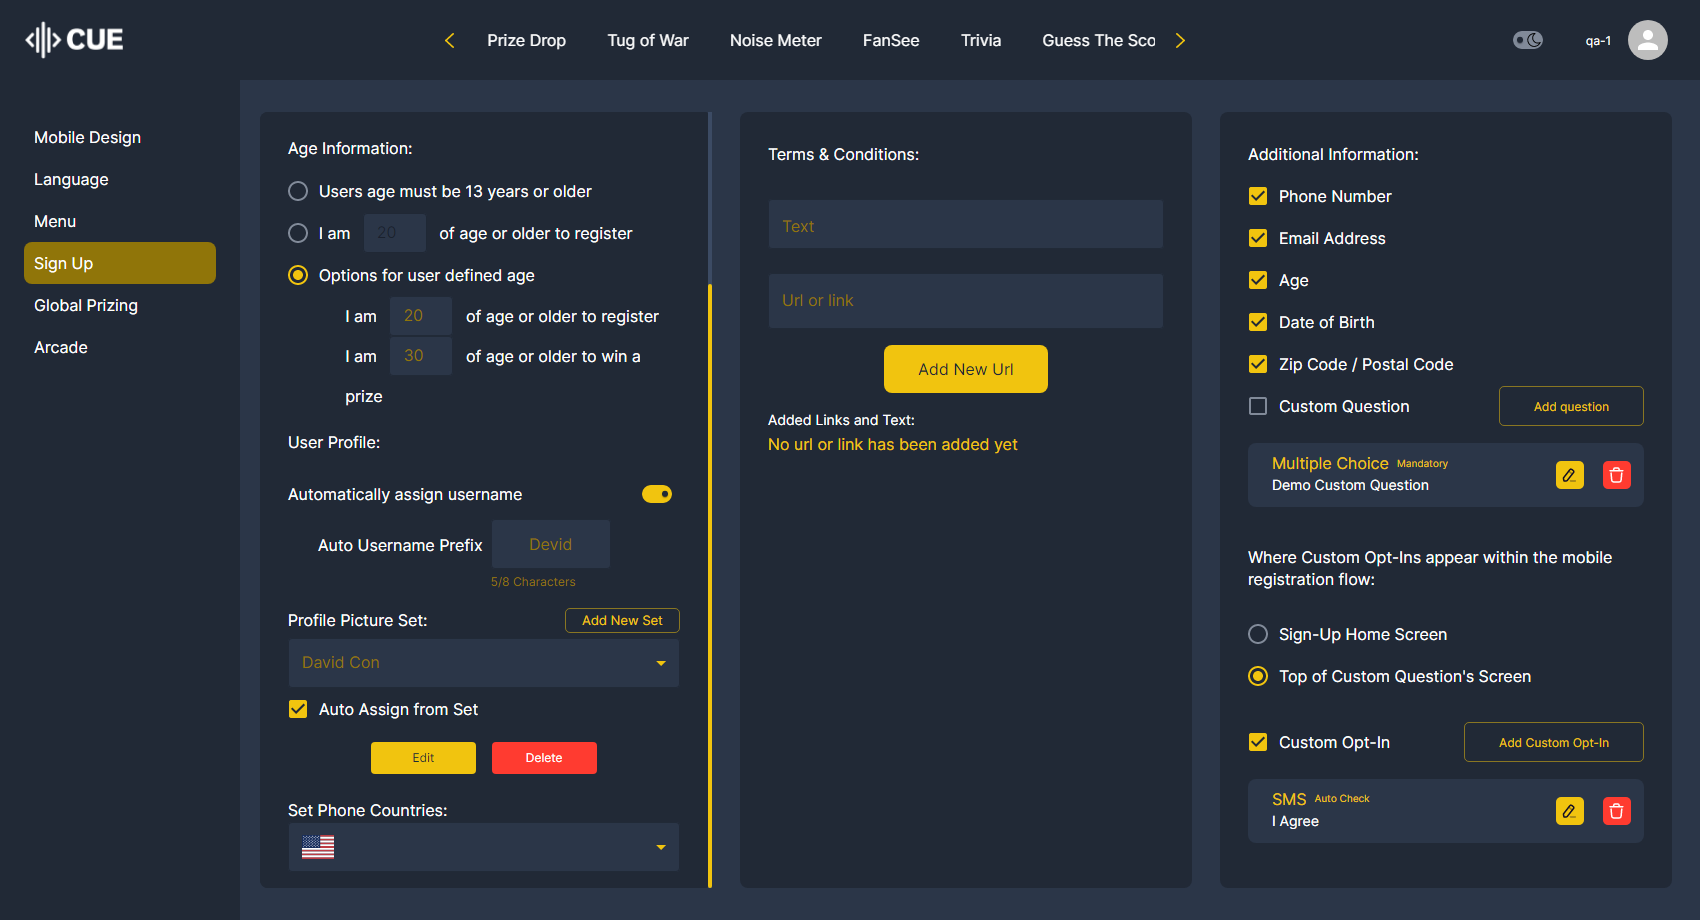 CUE
Prize Drop
Tug of War
Noise Meter
FanSee
Trivia
Guess The Sco
qa-1
Mobile Design
Language
Menu
Sign Up
Global Prizing
Arcade
Age Information:
Users age must be 13 years or older
I am 20 of age or older to register
Options for user defined age
I am 20 of age or older to register
I am 30 of age or older to win a
prize
User Profile:
Automatically assign username
Auto Username Prefix Devid
5/8 Characters
Profile Picture Set:
Add New Set
David Con
Auto Assign from Set
Edit
Delete
Set Phone Countries:
Terms & Conditions:
Text
Url or link
Add New Url
Added Links and Text:
No url or link has been added yet
Additional Information:
Phone Number
Email Address
Age
Date of Birth
Zip Code / Postal Code
Custom Question
Add question
Multiple Choice Mandatory
Demo Custom Question
Where Custom Opt-Ins appear within the mobile
registration flow:
Sign-Up Home Screen
Top of Custom Question's Screen
Custom Opt-In
Add Custom Opt-In
SMS Auto Check
I Agree